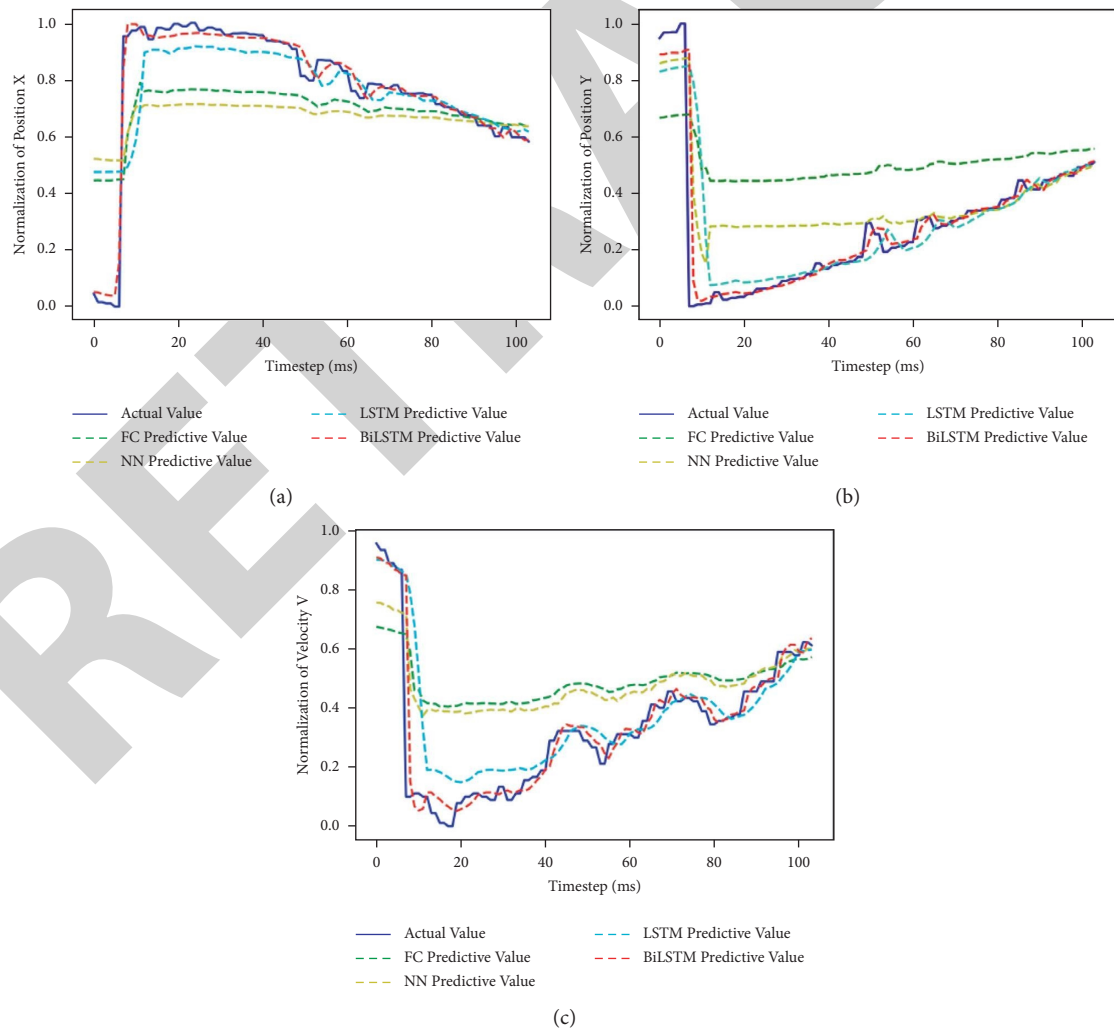 1.0
0.8
0.6
0.4
0.2
0.0
Normalization of Position X
0 20 40 60 80 100
Timestep (ms)
Actual Value
FC Predictive Value
NN Predictive Value
LSTM Predictive Value
BiLSTM Predictive Value
(a)
1.0
0.8
0.6
0.4
0.2
0.0
Normalization of Position Y
0 20 40 60 80 100
Timestep (ms)
Actual Value
FC Predictive Value
NN Predictive Value
LSTM Predictive Value
BiLSTM Predictive Value
(b)
1.0
0.8
0.6
0.4
0.2
0.0
Normalization of Velocity V
0 20 40 60 80 100
Timestep (ms)
Actual Value
FC Predictive Value
NN Predictive Value
LSTM Predictive Value
BiLSTM Predictive Value
(c)